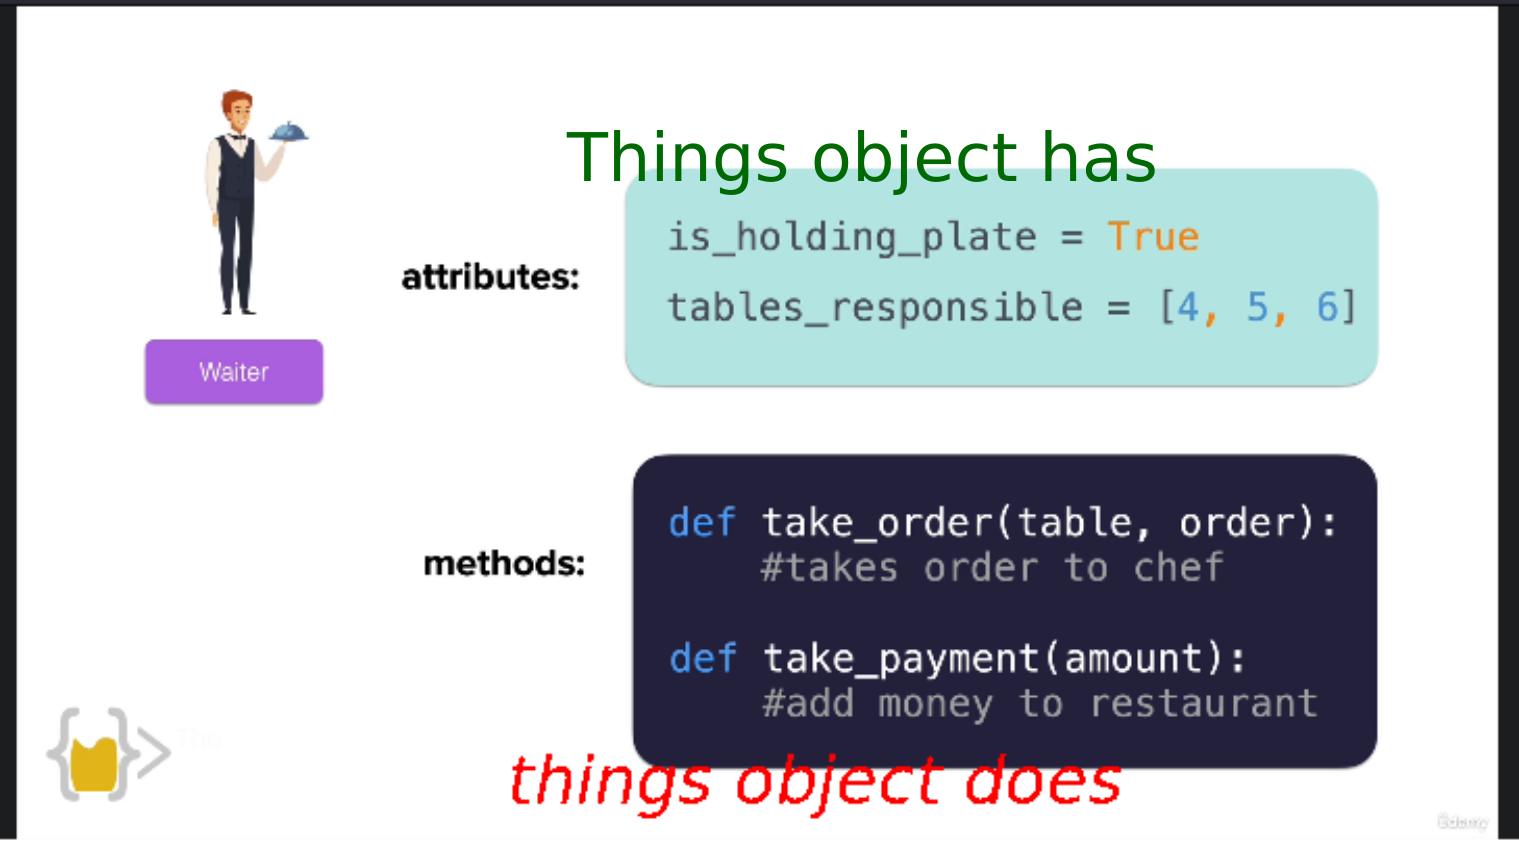 Things object has
is_holding_plate = True
attributes:
tables_responsible = [4, 5, 6]
Waiter
def take_order(table, order):
#takes order to chef
methods:
def take_payment(amount):
#add money to restaurant
The
things object does